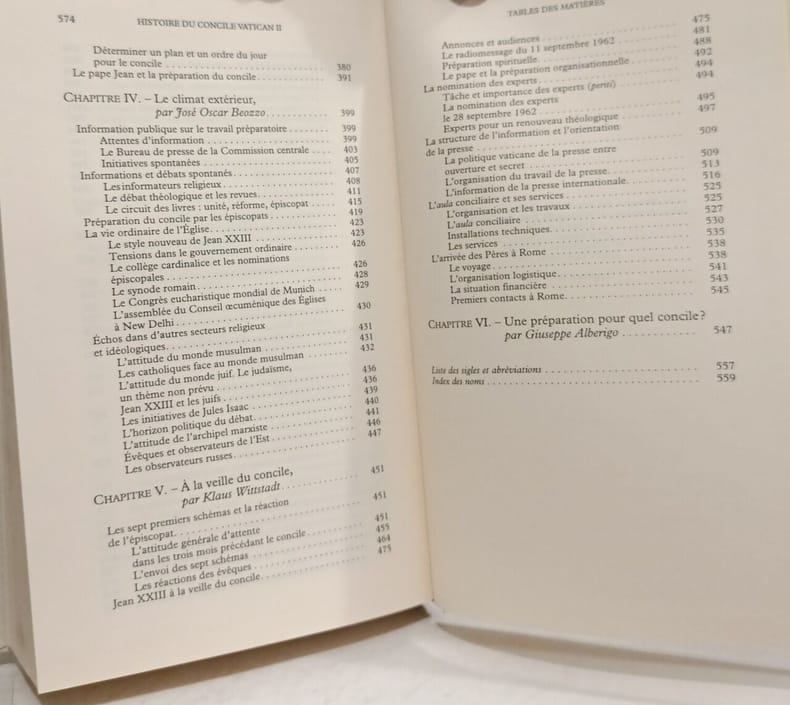 574 HISTOIRE DU CONCILE VATICAN II
Déterminer un plan et un ordre du jour
pour le concile 380
Le pape Jean et la préparation du concile 391
CHAPITRE IV. – Le climat extérieur,
par José Oscar Beozzo 399
Information publique sur le travail préparatoire 399
Attentes d'information 399
Le Bureau de presse de la Commission centrale 403
Initiatives spontanées 405
Informations et débats spontanés 407
Les informateurs religieux 408
Le débat théologique et les revues 411
Le circuit des livres : unité, réforme, épiscopat 415
Préparation du concile par les épiscopats 419
La vie ordinaire de l'Église 423
Le style nouveau de Jean XXIII 423
Tensions dans le gouvernement ordinaire 426
Le collège cardinalice et les nominations
épiscopales 426
Le synode romain 428
Le Congrès eucharistique mondial de Munich 429
L'assemblée du Conseil œcuménique des Églises
à New Delhi 430
Échos dans d'autres secteurs religieux
et idéologiques 431
L'attitude du monde musulman 431
Les catholiques face au monde musulman 432
L'attitude du monde juif. Le judaïsme,
un thème non prévu 436
Jean XXIII et les juifs 436
Les initiatives de Jules Isaac 439
L'horizon politique du débat 440
L'attitude de l'archipel marxiste 441
Évêques et observateurs de l'Est 446
Les observateurs russes 447
CHAPITRE V. – À la veille du concile,
par Klaus Wittstadt 451
Les sept premiers schémas et la réaction
de l'épiscopat 451
L'attitude générale d'attente
dans les trois mois précédant le concile 451
L'envoi des sept schémas 455
Les réactions des évêques 464
Jean XXIII à la veille du concile 475
TABLES DES MATIÈRES
Annonces et audiences 475
Le radiomessage du 11 septembre 1962 481
Préparation spirituelle 488
Le pape et la préparation organisationnelle 492
La nomination des experts 494
Tâche et importance des experts (periti) 494
La nomination des experts
le 28 septembre 1962 495
Experts pour un renouveau théologique 497
La structure de l'information et l'orientation
de la presse 509
La politique vaticane de la presse entre
ouverture et secret 509
L'organisation du travail de la presse 513
L'information de la presse internationale 516
L'aula conciliaire et ses services 525
L'organisation et les travaux 525
L'aula conciliaire 527
Installations techniques 530
Les services 535
L'arrivée des Pères à Rome 538
Le voyage 538
L'organisation logistique 541
La situation financière 543
Premiers contacts à Rome 545
CHAPITRE VI. – Une préparation pour quel concile ?
par Giuseppe Alberigo 547
Liste des sigles et abréviations 557
Index des noms 559